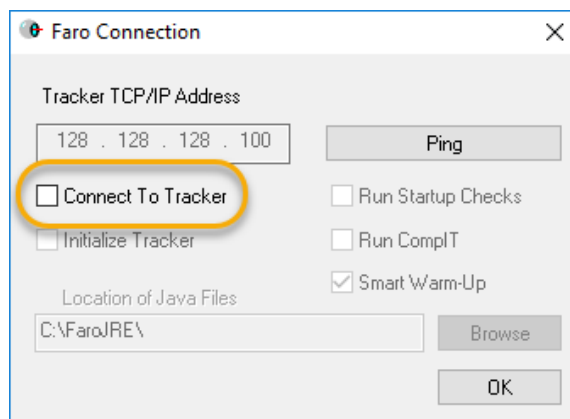 Faro Connection
Tracker TCP/IP Address
128 . 128 . 128 . 100
Ping
Connect To Tracker
Run Startup Checks
Initialize Tracker
Run CompIT
Smart Warm-Up
Location of Java Files
C:\FaroJRE\
Browse
OK